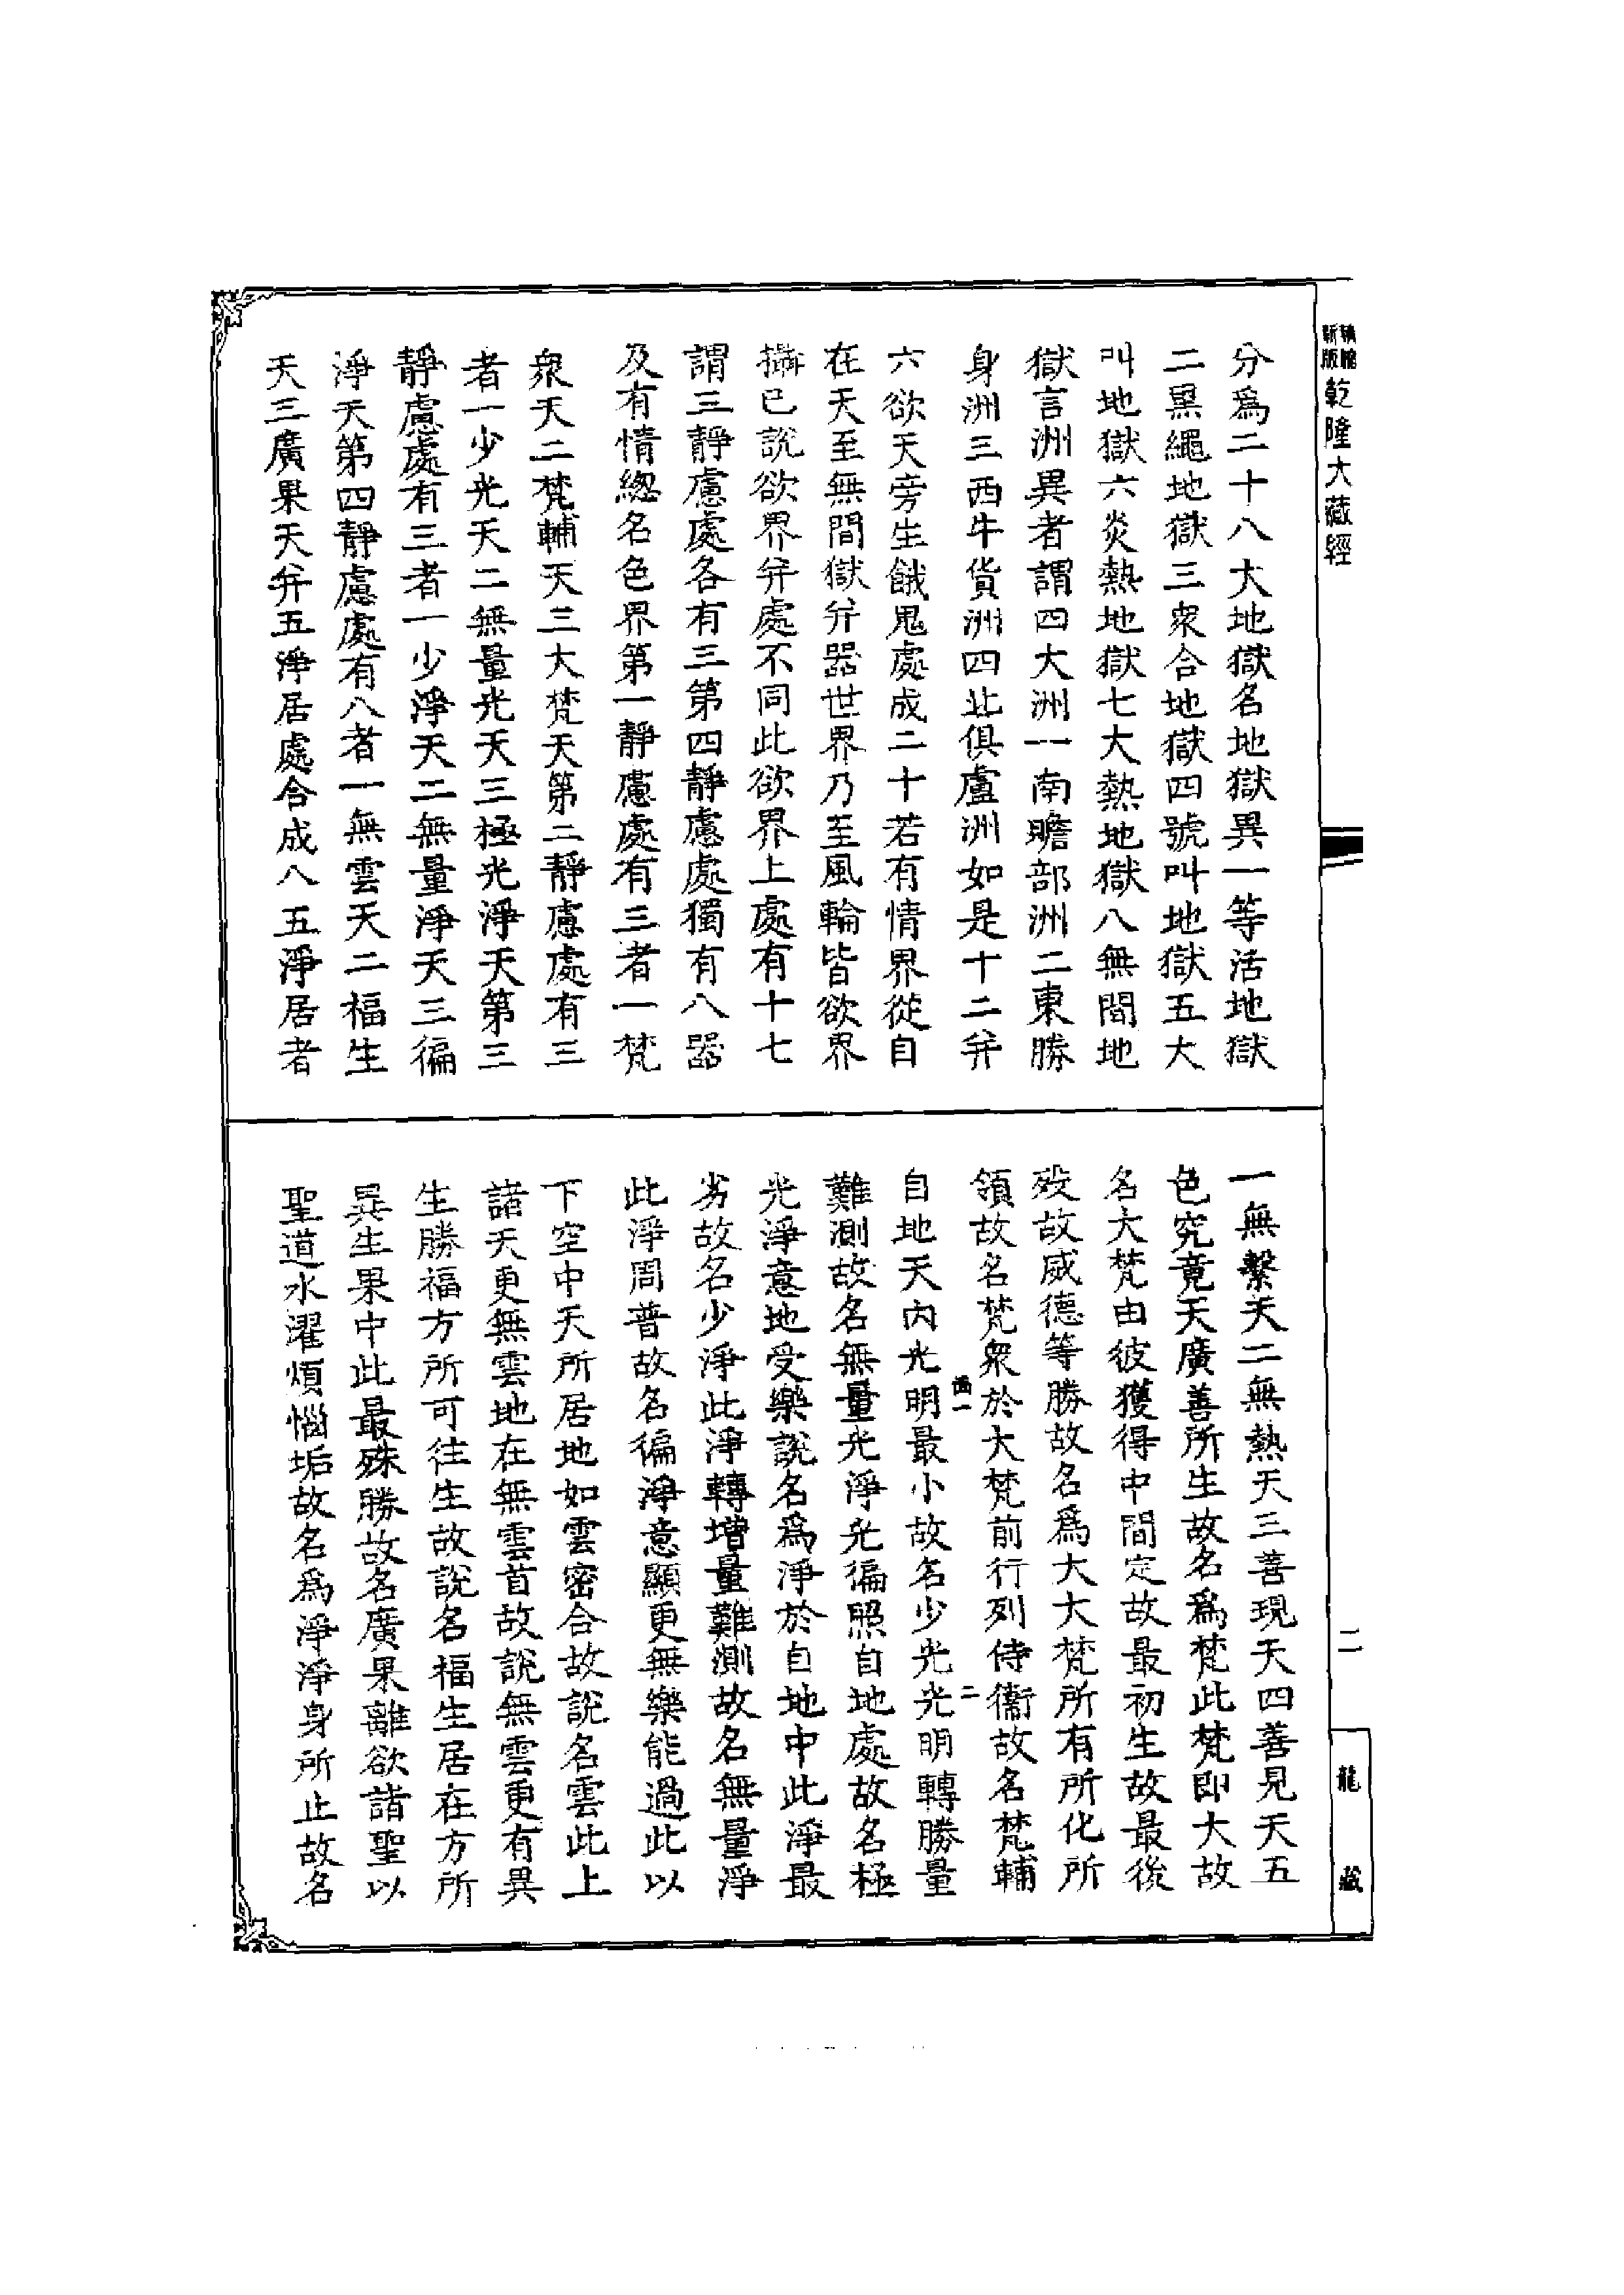 乾隆大藏經
分爲二十八大地獄名地獄異一等活地獄
二黑繩地獄三衆合地獄四號叫地獄五大
叫地獄六炎熱地獄七大熱地獄八無間地
獄言洲異者謂四大洲一南贍部洲二東勝
身洲三西牛貨洲四北俱盧洲如是十二并
六欲天旁生餓鬼處成二十若有情界從自
在天至無間獄并器世界乃至風輪皆欲界
攝已說欲界并處不同此欲界上處有十七
謂三靜慮處各有三第四靜慮處獨有八器
及有情緫名色界第一靜慮處有三者一梵
衆天二梵輔天三大梵天第二靜慮處有三
者一少光天二無量光天三極光淨天第三
靜慮處有三者一少淨天二無量淨天三徧
淨天第四靜慮處有八者一無雲天二福生
天三廣果天并五淨居處合成八五淨居者
一無繫天二無熱天三善現天四善見天五
色究竟天廣善所生故名爲梵此梵即大故
名大梵由彼獲得中間定故最初生故最後
歿故威德等勝故名爲大大梵所有所化所
領故名梵衆於大梵前行列侍衞故名梵輔
自地天內光明最小故名少光光明轉勝量
難測故名無量光淨光徧照自地處故名極
光淨意地受樂說名爲淨於自地中此淨最
劣故名少淨此淨轉增量難測故名無量淨
此淨周普故名徧淨意顯更無樂能過此以
下空中天所居地如雲密合故說名雲此上
諸天更無雲地在無雲首故說無雲更有異
生勝福方所可往生故說名福生居在方所
異生果中此最殊勝故名廣果離欲諸聖以
聖道水濯煩惱垢故名爲淨淨身所止故名
二
龍藏